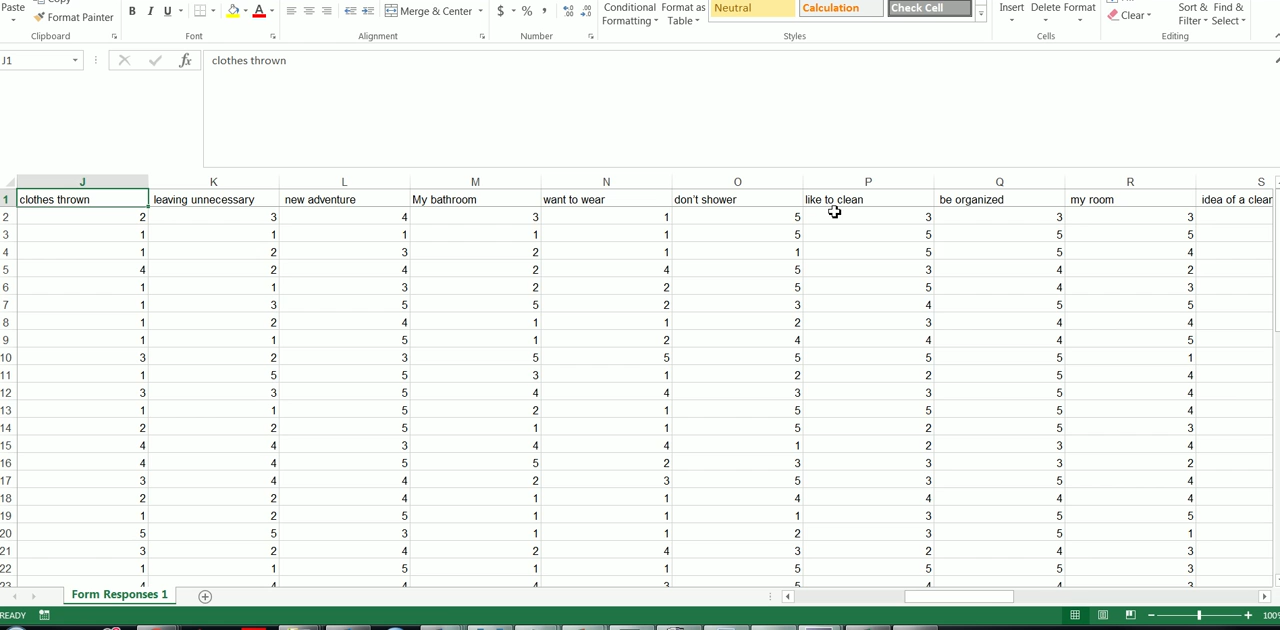 Paste Format Painter B I U Merge & Center $ % , Conditional Formatting Format as Table Neutral Calculation Check Cell Insert Delete Format Clear Sort & Filter Find & Select
Clipboard Font Alignment Number Styles Cells Editing
J1 fx clothes thrown
J K L M N O P Q R S
1 clothes thrown leaving unnecessary new adventure My bathroom want to wear don't shower like to clean be organized my room idea of a clean
2 2 3 4 3 1 5 3 3 3
3 1 1 1 1 1 5 5 5 5
4 1 2 3 2 1 1 5 5 4
5 4 2 4 2 4 5 3 4 2
6 1 1 3 2 2 5 5 4 3
7 1 3 5 5 2 3 4 5 5
8 1 2 4 1 1 2 3 4 4
9 1 1 5 1 2 4 4 4 5
10 3 2 3 5 5 5 5 5 1
11 1 5 5 3 1 2 2 5 4
12 3 3 5 4 4 3 3 5 4
13 1 1 5 2 1 5 5 5 4
14 2 2 5 1 1 5 2 5 3
15 4 4 3 4 4 1 2 3 4
16 4 4 5 5 2 3 3 3 2
17 3 4 4 2 3 5 3 5 4
18 2 2 4 1 1 4 4 4 4
19 1 2 5 1 1 1 3 5 5
20 5 5 3 1 1 2 3 5 1
21 3 2 4 2 4 3 2 4 3
22 1 1 5 1 1 5 5 5 3
23 4 4 4 4 3 5 4 4 3
Form Responses 1
READY 100%